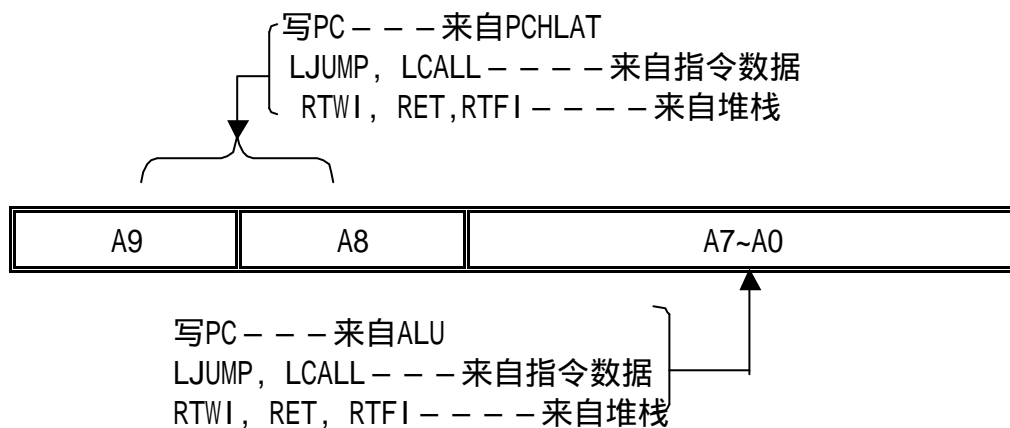 写PC－－－来自PCHLAT
LJUMP, LCALL－－－－来自指令数据
RTWI, RET,RTFI－－－－来自堆栈
A9 A8 A7~A0
写PC－－－来自ALU
LJUMP, LCALL－－－来自指令数据
RTWI, RET, RTFI－－－－来自堆栈